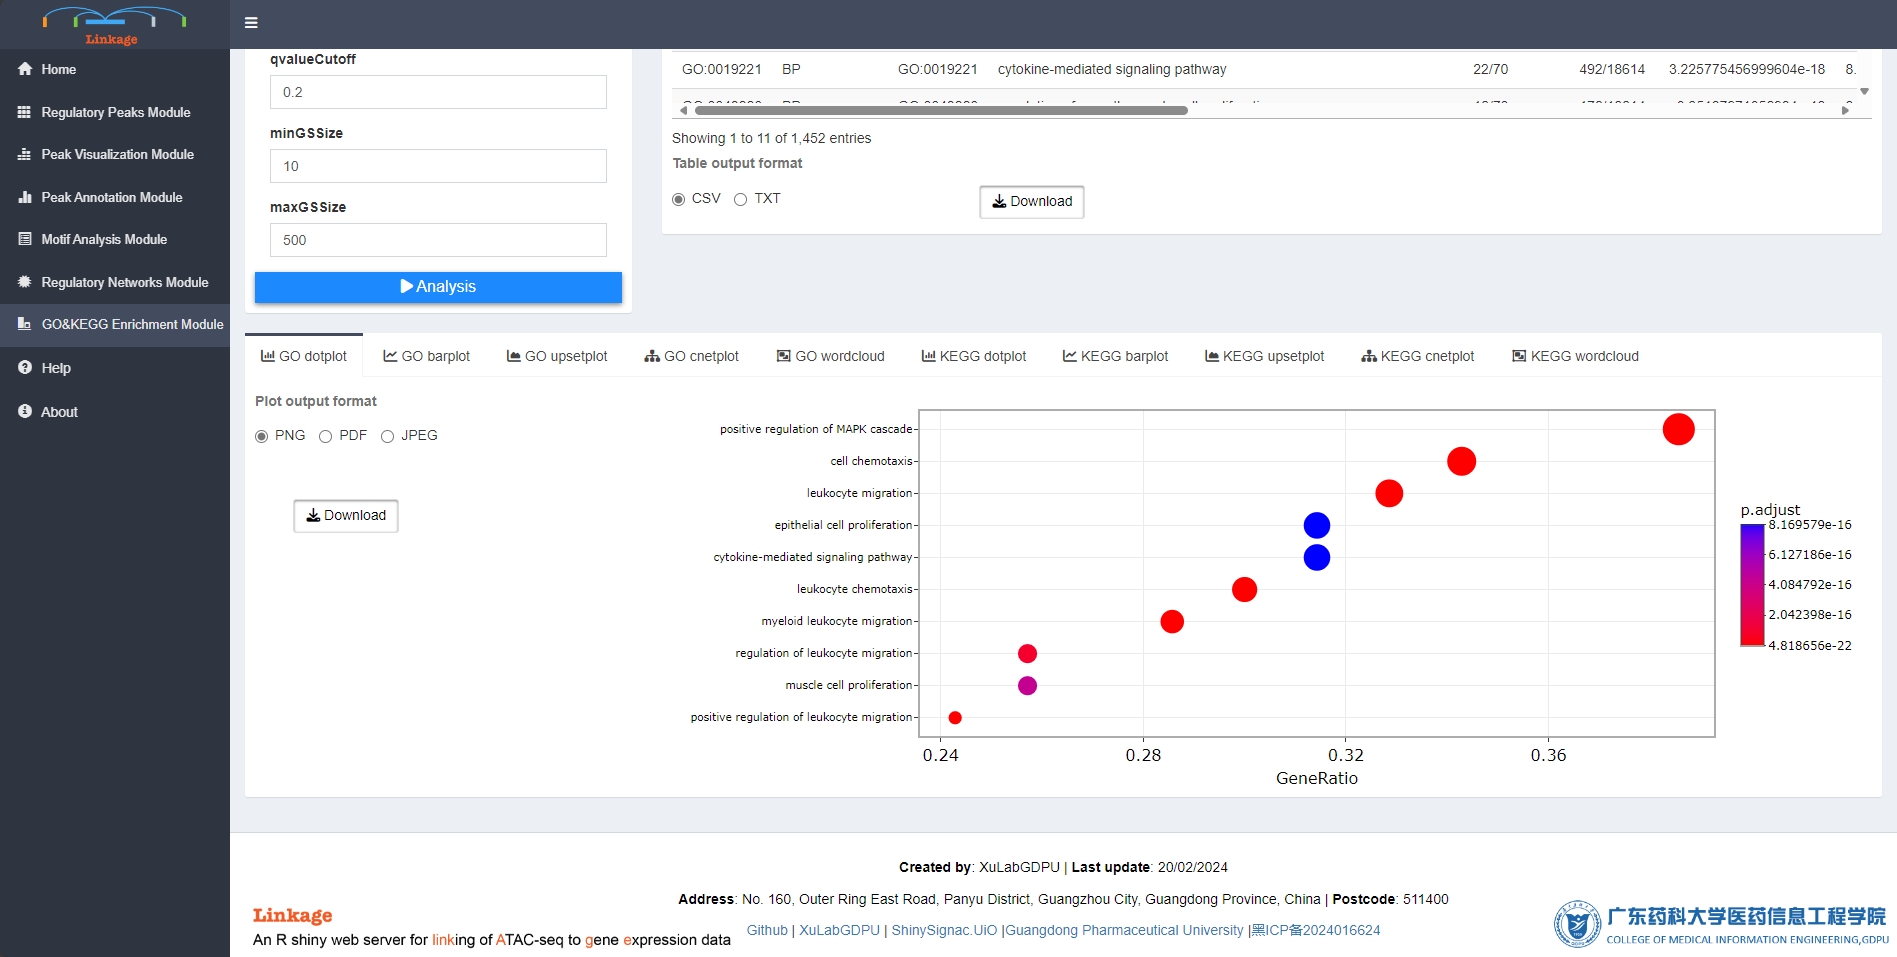 Linkage
Home
Regulatory Peaks Module
Peak Visualization Module
Peak Annotation Module
Motif Analysis Module
Regulatory Networks Module
GO&KEGG Enrichment Module
Help
About
qvalueCutoff
0.2
minGSSize
10
maxGSSize
500
Analysis
GO:0019221 BP GO:0019221 cytokine-mediated signaling pathway 22/70 492/18614 3.225775456999604e-18 8.
Showing 1 to 11 of 1,452 entries
Table output format
CSV TXT Download
GO dotplot GO barplot GO upsetplot GO cnetplot GO wordcloud KEGG dotplot KEGG barplot KEGG upsetplot KEGG cnetplot KEGG wordcloud
Plot output format
PNG PDF JPEG
Download
positive regulation of MAPK cascade
cell chemotaxis
leukocyte migration
epithelial cell proliferation
cytokine-mediated signaling pathway
leukocyte chemotaxis
myeloid leukocyte migration
regulation of leukocyte migration
muscle cell proliferation
positive regulation of leukocyte migration
0.24 0.28 0.32 0.36
GeneRatio
p.adjust
8.169579e-16
6.127186e-16
4.084792e-16
2.042398e-16
4.818656e-22
Created by: XuLabGDPU | Last update: 20/02/2024
Address: No. 160, Outer Ring East Road, Panyu District, Guangzhou City, Guangdong Province, China | Postcode: 511400
Github | XuLabGDPU | ShinySignac.UiO |Guangdong Pharmaceutical University |黑ICP备2024016624
Linkage
An R shiny web server for linking of ATAC-seq to gene expression data
广东药科大学医药信息工程学院
COLLEGE OF MEDICAL INFORMATION ENGINEERING,GDPU